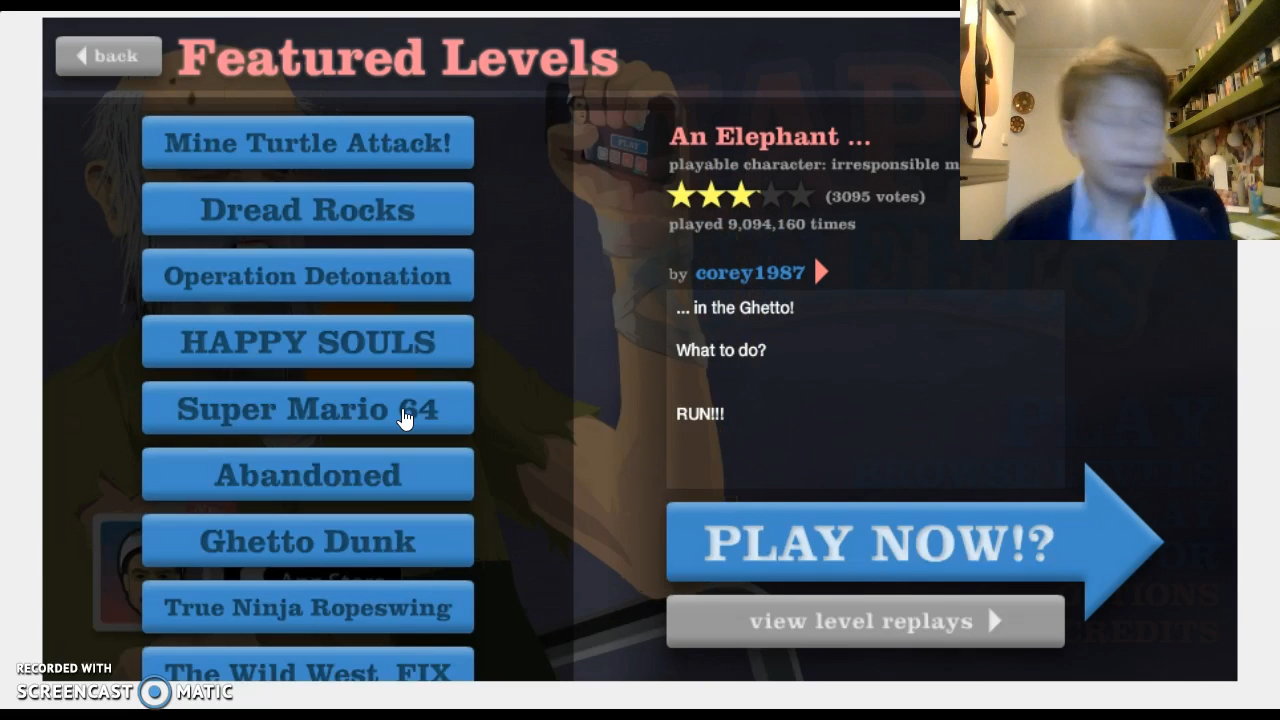 back
Featured Levels
Mine Turtle Attack!
Dread Rocks
Operation Detonation
HAPPY SOULS
Super Mario 64
Abandoned
Ghetto Dunk
True Ninja Ropeswing
The Wild West FIX
An Elephant ...
playable character: irresponsible m
(3095 votes)
played 9,094,160 times
by corey1987
... in the Ghetto!
What to do?
RUN!!!
PLAY NOW!?
view level replays
PLAY
CREDITS
RECORDED WITH
SCREENCAST MATIC